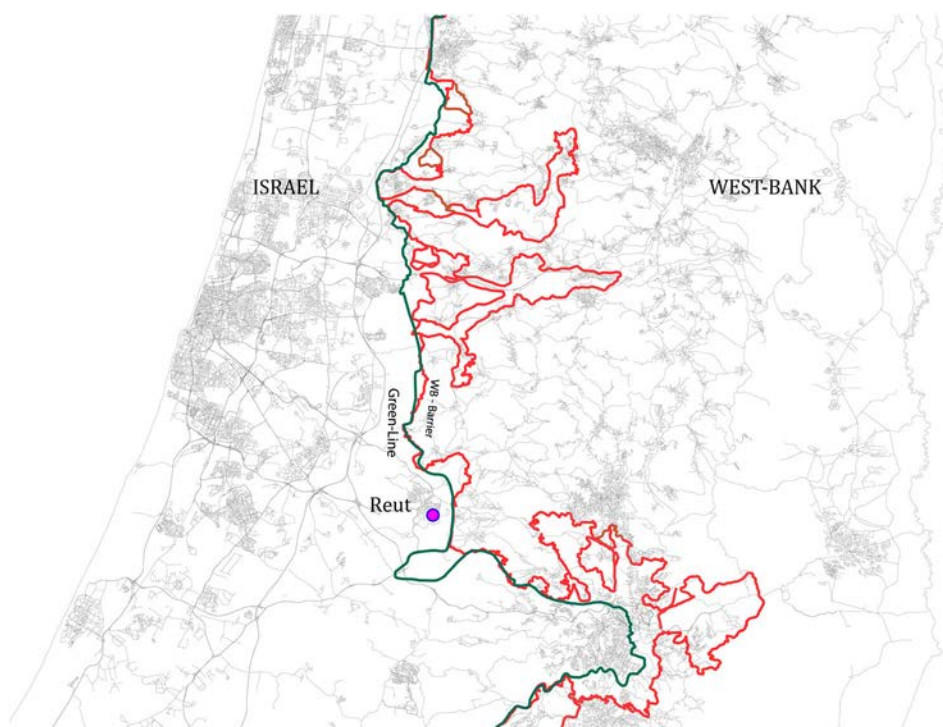 ISRAEL
WEST-BANK
WB - Barrier
Green-Line
Reut